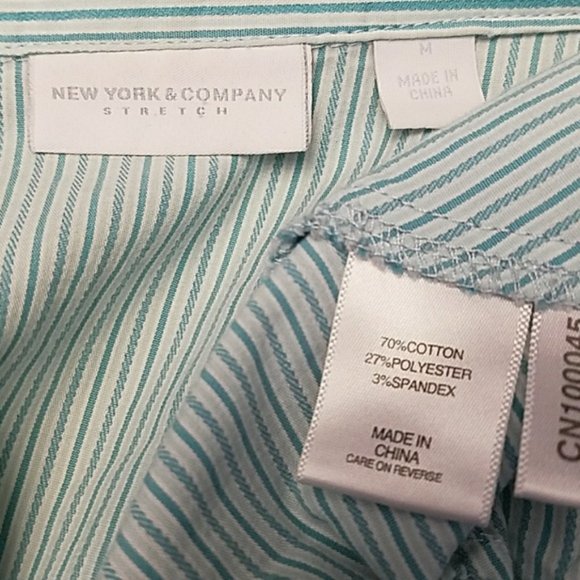 NEW YORK & COMPANY
STRETCH
M
MADE IN
CHINA
70%COTTON
27%POLYESTER
3%SPANDEX
MADE IN
CHINA
CARE ON REVERSE
CN100045